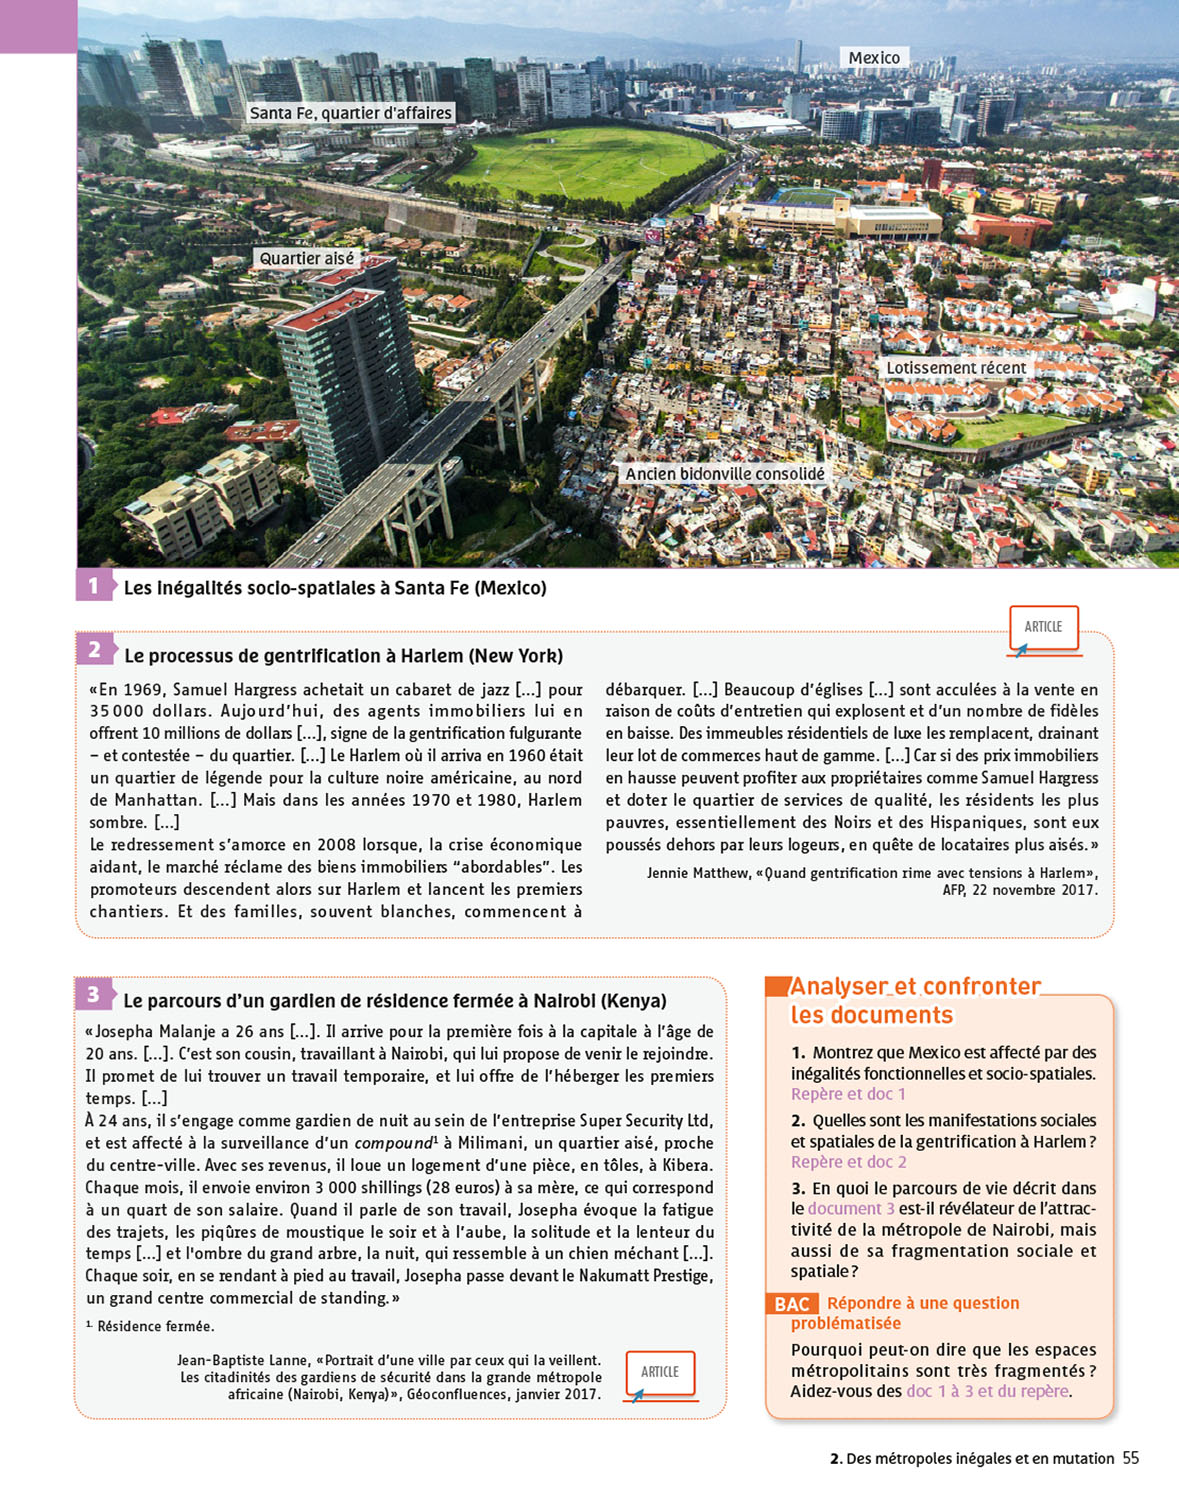 Mexico
Santa Fe, quartier d'affaires
Quartier aisé
Lotissement récent
Ancien bidonville consolidé
1 Les inégalités socio-spatiales à Santa Fe (Mexico)
ARTICLE
2 Le processus de gentrification à Harlem (New York)
« En 1969, Samuel Hargress achetait un cabaret de jazz [...] pour
35 000 dollars. Aujourd'hui, des agents immobiliers lui en
offrent 10 millions de dollars [...], signe de la gentrification fulgurante
– et contestée – du quartier. [...] Le Harlem où il arriva en 1960 était
un quartier de légende pour la culture noire américaine, au nord
de Manhattan. [...] Mais dans les années 1970 et 1980, Harlem
sombre. [...]
Le redressement s'amorce en 2008 lorsque, la crise économique
aidant, le marché réclame des biens immobiliers “abordables”. Les
promoteurs descendent alors sur Harlem et lancent les premiers
chantiers. Et des familles, souvent blanches, commencent à
débarquer. [...] Beaucoup d'églises [...] sont acculées à la vente en
raison de coûts d'entretien qui explosent et d'un nombre de fidèles
en baisse. Des immeubles résidentiels de luxe les remplacent, drainant
leur lot de commerces haut de gamme. [...] Car si des prix immobiliers
en hausse peuvent profiter aux propriétaires comme Samuel Hargress
et doter le quartier de services de qualité, les résidents les plus
pauvres, essentiellement des Noirs et des Hispaniques, sont eux
poussés dehors par leurs logeurs, en quête de locataires plus aisés. »
Jennie Matthew, « Quand gentrification rime avec tensions à Harlem »,
AFP, 22 novembre 2017.
3 Le parcours d'un gardien de résidence fermée à Nairobi (Kenya)
« Josepha Malanje a 26 ans [...]. Il arrive pour la première fois à la capitale à l'âge de
20 ans. [...]. C'est son cousin, travaillant à Nairobi, qui lui propose de venir le rejoindre.
Il promet de lui trouver un travail temporaire, et lui offre de l'héberger les premiers
temps. [...]
À 24 ans, il s'engage comme gardien de nuit au sein de l'entreprise Super Security Ltd,
et est affecté à la surveillance d'un compound¹ à Milimani, un quartier aisé, proche
du centre-ville. Avec ses revenus, il loue un logement d'une pièce, en tôles, à Kibera.
Chaque mois, il envoie environ 3 000 shillings (28 euros) à sa mère, ce qui correspond
à un quart de son salaire. Quand il parle de son travail, Josepha évoque la fatigue
des trajets, les piqûres de moustique le soir et à l'aube, la solitude et la lenteur du
temps [...] et l'ombre du grand arbre, la nuit, qui ressemble à un chien méchant [...].
Chaque soir, en se rendant à pied au travail, Josepha passe devant le Nakumatt Prestige,
un grand centre commercial de standing. »
1. Résidence fermée.
Jean-Baptiste Lanne, « Portrait d'une ville par ceux qui la veillent.
Les citadinités des gardiens de sécurité dans la grande métropole
africaine (Nairobi, Kenya) », Géoconfluences, janvier 2017.
ARTICLE
Analyser et confronter
les documents
1. Montrez que Mexico est affecté par des
inégalités fonctionnelles et socio-spatiales.
Repère et doc 1
2. Quelles sont les manifestations sociales
et spatiales de la gentrification à Harlem ?
Repère et doc 2
3. En quoi le parcours de vie décrit dans
le document 3 est-il révélateur de l'attrac-
tivité de la métropole de Nairobi, mais
aussi de sa fragmentation sociale et
spatiale ?
BAC Répondre à une question
problématisée
Pourquoi peut-on dire que les espaces
métropolitains sont très fragmentés ?
Aidez-vous des doc 1 à 3 et du repère.
2. Des métropoles inégales et en mutation 55